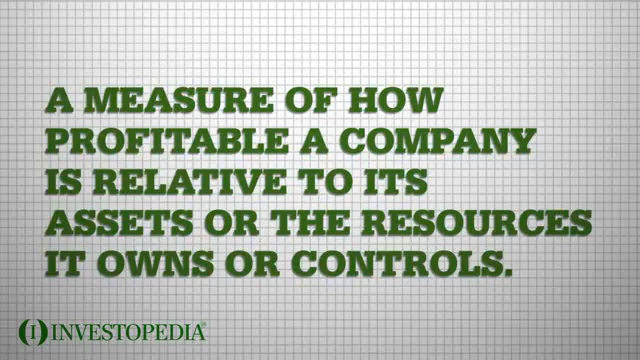 A MEASURE OF HOW
PROFITABLE A COMPANY
IS RELATIVE TO ITS
ASSETS OR THE RESOURCES
IT OWNS OR CONTROLS.
(I) INVESTOPEDIA®